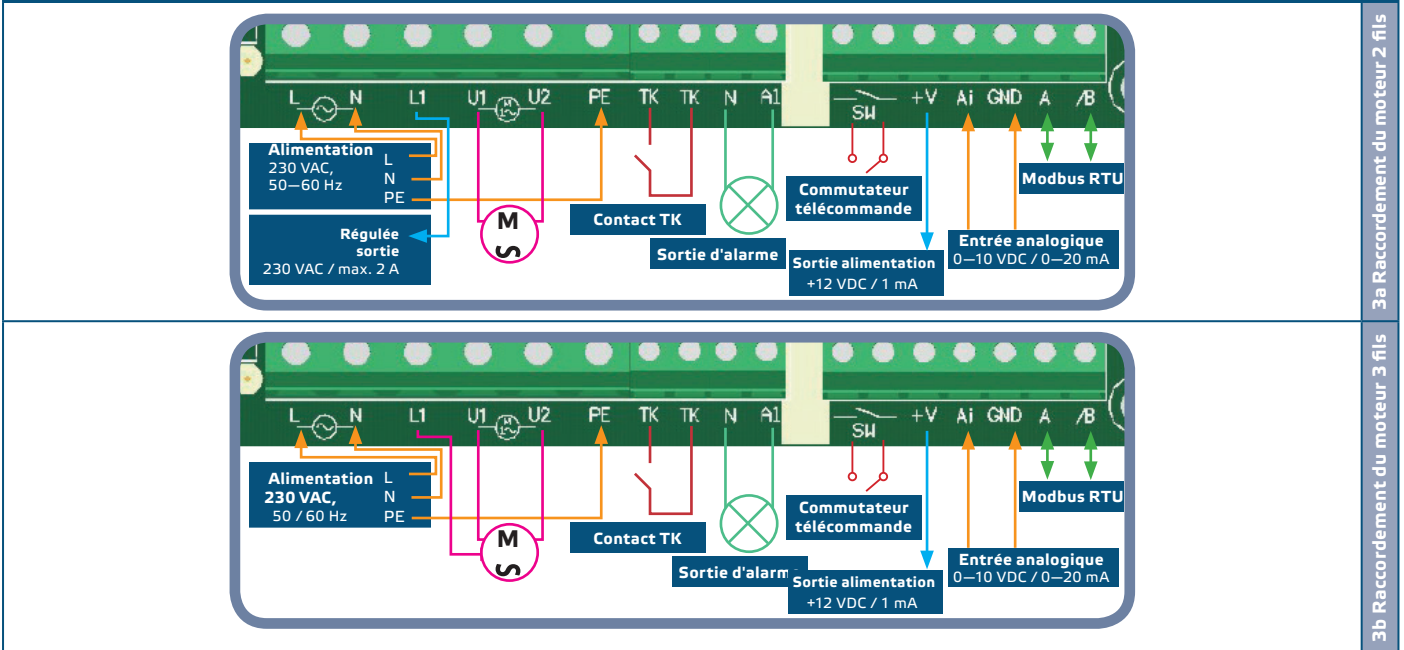 L N L1 U1 M 1~ U2 PE TK TK N A1 SW +V Ai GND A /B
Alimentation
230 VAC,
50—60 Hz
L
N
PE
Régulée
sortie
230 VAC / max. 2 A
M
Contact TK
Sortie d'alarme
Commutateur
télécommande
Sortie alimentation
+12 VDC / 1 mA
Modbus RTU
Entrée analogique
0—10 VDC / 0—20 mA
3a Raccordement du moteur 2 fils
L N L1 U1 M 1~ U2 PE TK TK N A1 SW +V Ai GND A /B
Alimentation
230 VAC,
50 / 60 Hz
L
N
PE
M
Contact TK
Sortie d'alarm
Commutateur
télécommande
Sortie alimentation
+12 VDC / 1 mA
Modbus RTU
Entrée analogique
0—10 VDC / 0—20 mA
3b Raccordement du moteur 3 fils